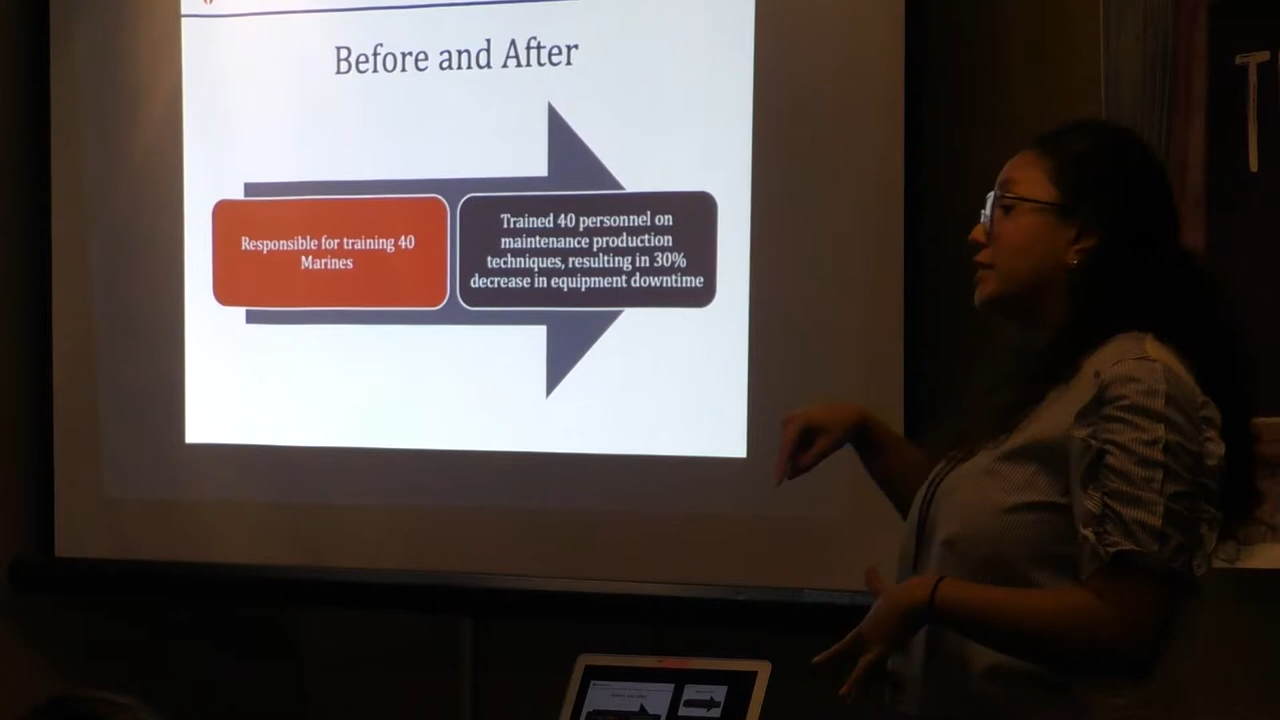 Before and After
Responsible for training 40
Marines
Trained 40 personnel on
maintenance production
techniques, resulting in 30%
decrease in equipment downtime
T